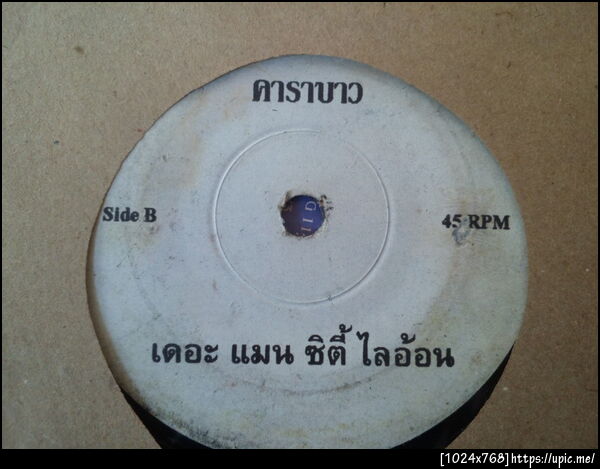 คาราบาว
Side B
45 RPM
เดอะ แมน ซิตี้ ไลอ้อน
[1024x768]https://upic.me/